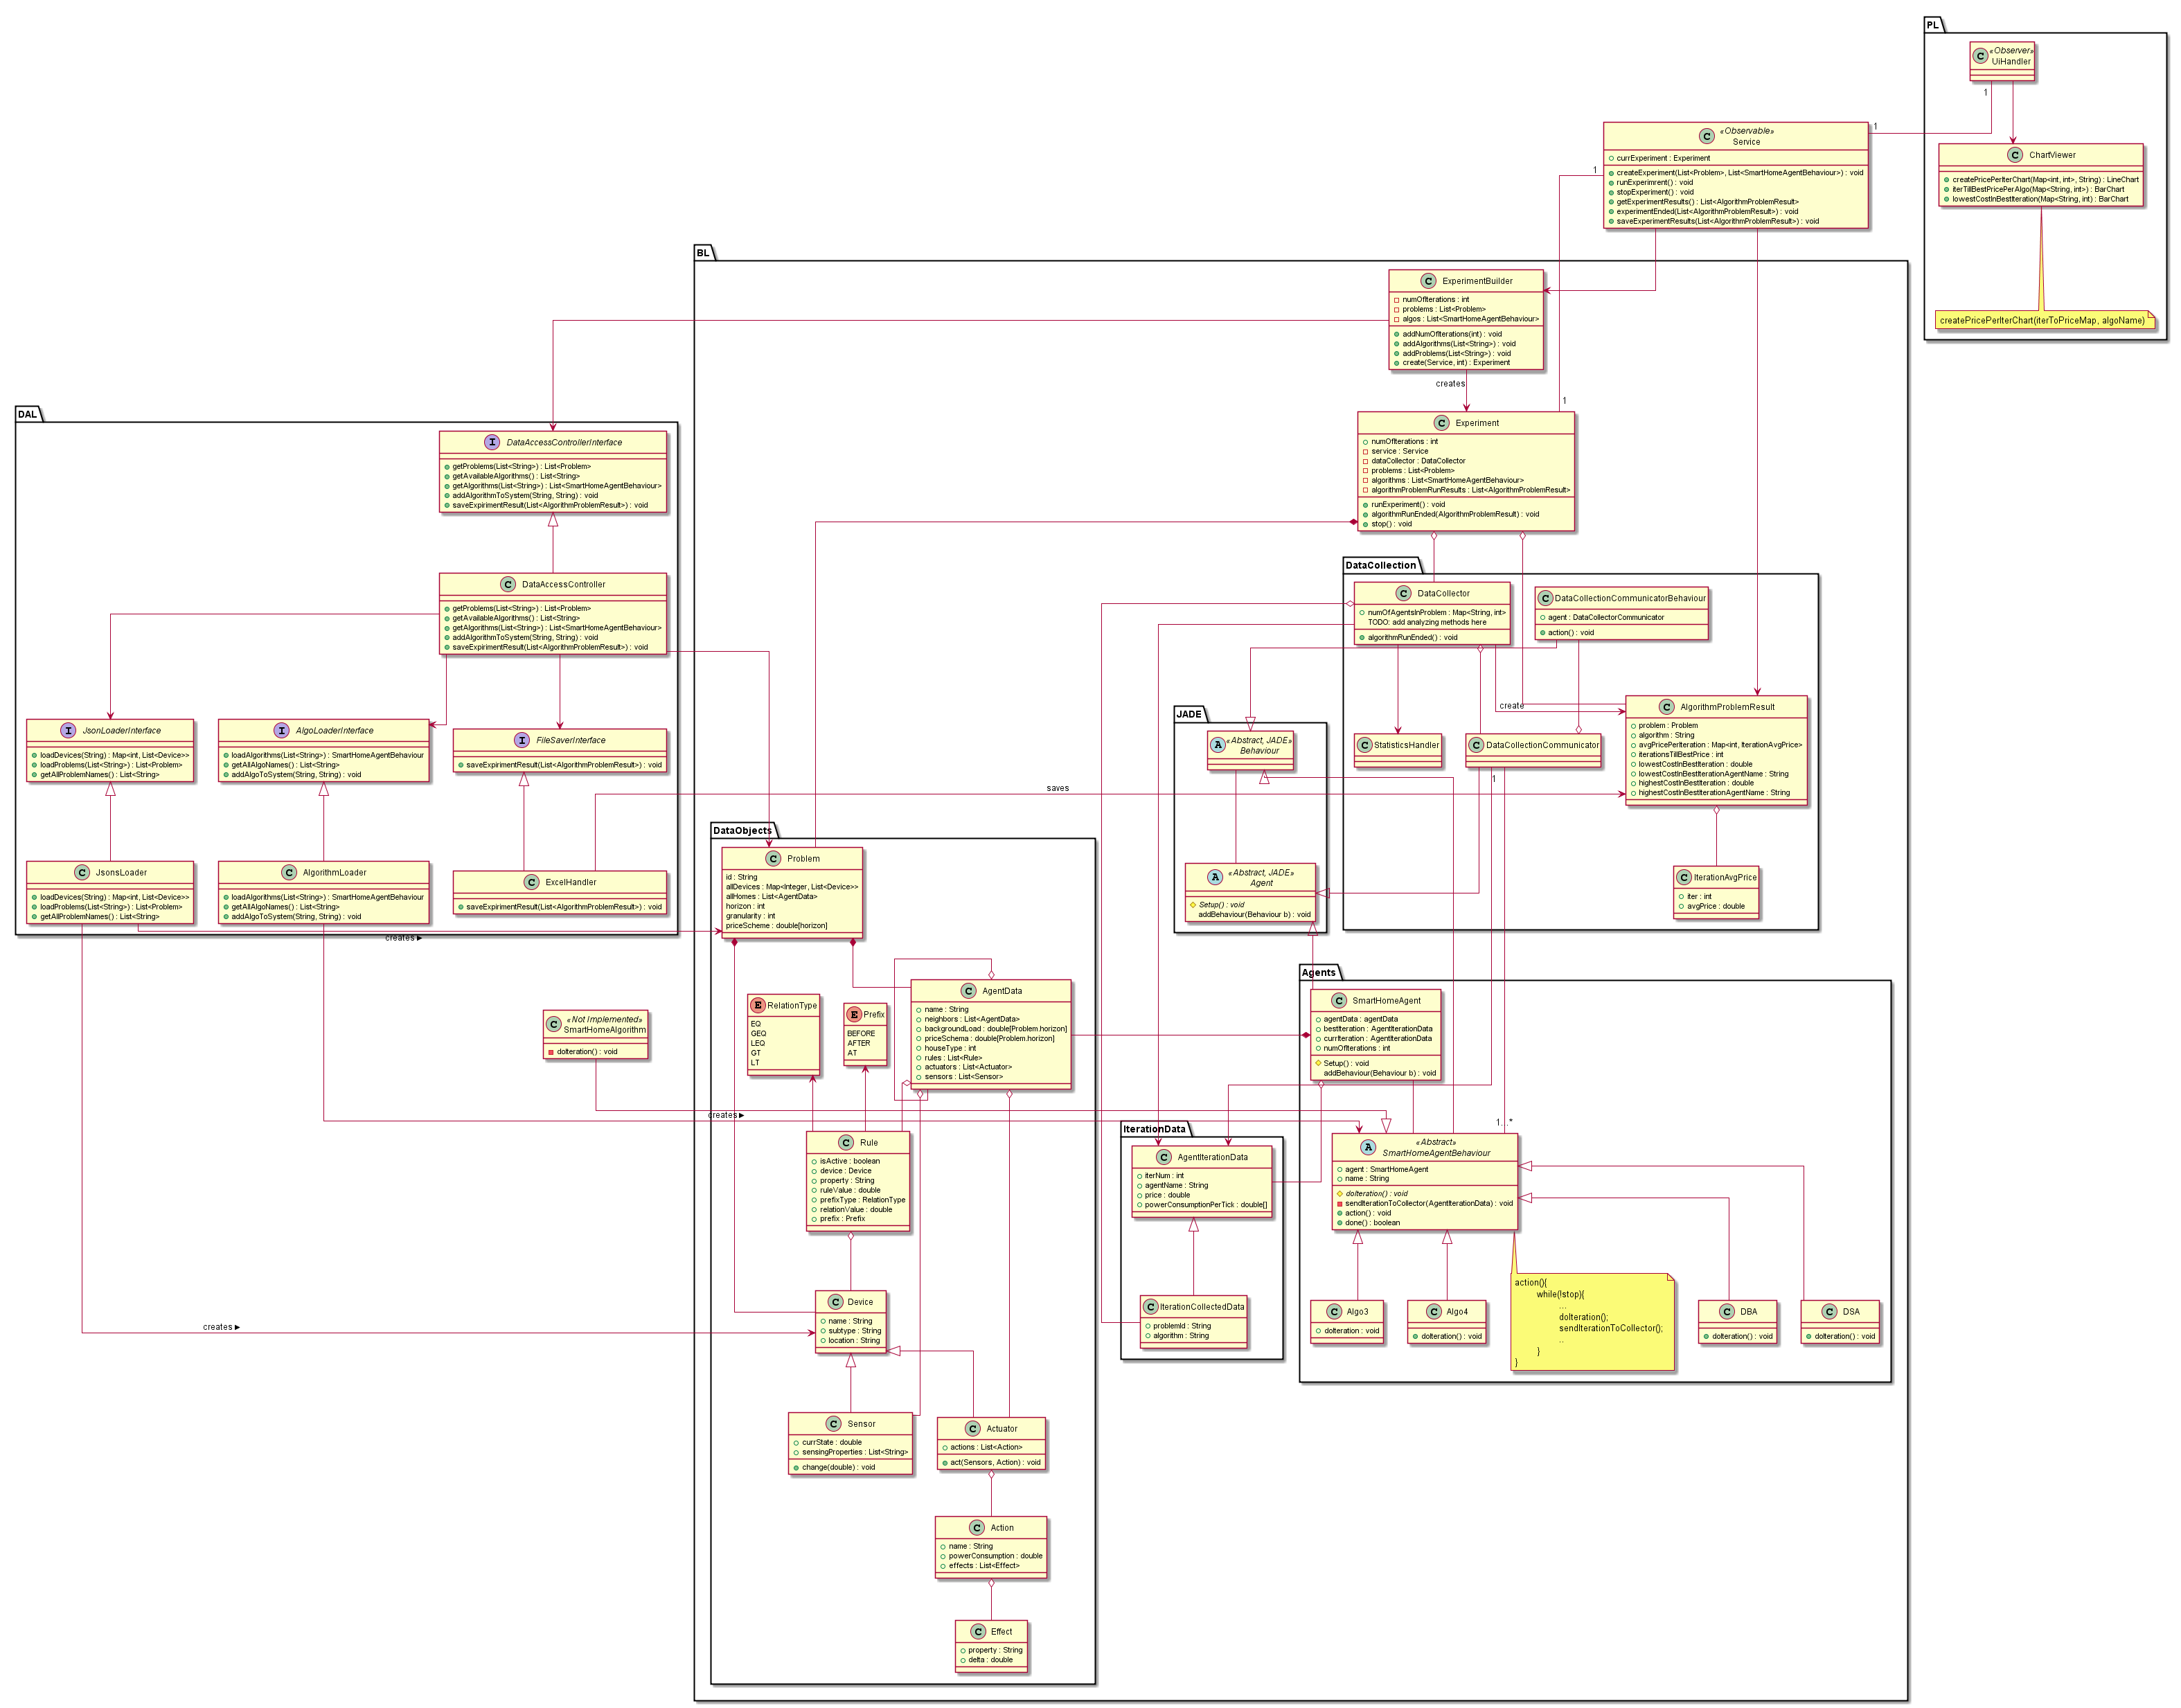 PL
«Observer»
UiHandler
1
1
«Observable»
Service
currExperiment : Experiment
createExperiment(List<Problem>, List<SmartHomeAgentBehaviour>) : void
runExperimrent() : void
stopExperiment() : void
getExperimentResults() : List<AlgorithmProblemResult>
experimentEnded(List<AlgorithmProblemResult>) : void
saveExperimentResults(List<AlgorithmProblemResult>) : void
ChartViewer
createPricePerIterChart(Map<int, int>, String) : LineChart
iterTillBestPricePerAlgo(Map<String, int>) : BarChart
lowestCostInBestIteration(Map<String, int) : BarChart
createPricePerIterChart(iterToPriceMap, algoName)
1
BL
ExperimentBuilder
numOfIterations : int
problems : List<Problem>
algos : List<SmartHomeAgentBehaviour>
addNumOfIterations(int) : void
addAlgorithms(List<String>) : void
addProblems(List<String>) : void
create(Service, int) : Experiment
creates
1
Experiment
numOfIterations : int
service : Service
dataCollector : DataCollector
problems : List<Problem>
algorithms : List<SmartHomeAgentBehaviour>
algorithmProblemRunResults : List<AlgorithmProblemResult>
runExperiment() : void
algorithmRunEnded(AlgorithmProblemResult) : void
stop() : void
DAL
DataAccessControllerInterface
getProblems(List<String>) : List<Problem>
getAvailableAlgorithms() : List<String>
getAlgorithms(List<String>) : List<SmartHomeAgentBehaviour>
addAlgorithmToSystem(String, String) : void
saveExpirimentResult(List<AlgorithmProblemResult>) : void
DataAccessController
getProblems(List<String>) : List<Problem>
getAvailableAlgorithms() : List<String>
getAlgorithms(List<String>) : List<SmartHomeAgentBehaviour>
addAlgorithmToSystem(String, String) : void
saveExpirimentResult(List<AlgorithmProblemResult>) : void
JsonLoaderInterface
loadDevices(String) : Map<int, List<Device>>
loadProblems(List<String>) : List<Problem>
getAllProblemNames() : List<String>
AlgoLoaderInterface
loadAlgorithms(List<String>) : SmartHomeAgentBehaviour
getAllAlgoNames() : List<String>
addAlgoToSystem(String, String) : void
FileSaverInterface
saveExpirimentResult(List<AlgorithmProblemResult>) : void
JsonsLoader
loadDevices(String) : Map<int, List<Device>>
loadProblems(List<String>) : List<Problem>
getAllProblemNames() : List<String>
AlgorithmLoader
loadAlgorithms(List<String>) : SmartHomeAgentBehaviour
getAllAlgoNames() : List<String>
addAlgoToSystem(String, String) : void
ExcelHandler
saveExpirimentResult(List<AlgorithmProblemResult>) : void
creates
DataCollection
DataCollector
numOfAgentsInProblem : Map<String, int>
TODO: add analyzing methods here
algorithmRunEnded() : void
DataCollectionCommunicatorBehaviour
agent : DataCollectorCommunicator
action() : void
create
StatisticsHandler
DataCollectionCommunicator
1
AlgorithmProblemResult
problem : Problem
algorithm : String
avgPricePerIteration : Map<int, IterationAvgPrice>
iterationsTillBestPrice : int
lowestCostInBestIteration : double
lowestCostInBestIterationAgentName : String
highestCostInBestIteration : double
highestCostInBestIterationAgentName : String
IterationAvgPrice
iter : int
avgPrice : double
JADE
«Abstract, JADE»
Behaviour
saves
«Abstract, JADE»
Agent
Setup() : void
addBehaviour(Behaviour b) : void
DataObjects
Problem
id : String
allDevices : Map<Integer, List<Device>>
allHomes : List<AgentData>
horizon : int
granularity : int
priceScheme : double[horizon]
RelationType
EQ
GEQ
LEQ
GT
LT
Prefix
BEFORE
AFTER
AT
AgentData
name : String
neighbors : List<AgentData>
backgroundLoad : double[Problem.horizon]
priceSchema : double[Problem.horizon]
houseType : int
rules : List<Rule>
actuators : List<Actuator>
sensors : List<Sensor>
«Not Implemented»
SmartHomeAlgorithm
doIteration() : void
creates
Rule
isActive : boolean
device : Device
property : String
ruleValue : double
prefixType : RelationType
relationValue : double
prefix : Prefix
Device
name : String
subtype : String
location : String
creates
Sensor
currState : double
sensingProperties : List<String>
change(double) : void
Actuator
actions : List<Action>
act(Sensors, Action) : void
Action
name : String
powerConsumption : double
effects : List<Effect>
Effect
property : String
delta : double
Agents
SmartHomeAgent
agentData : agentData
bestIteration : AgentIterationData
currIteration : AgentIterationData
numOfIterations : int
Setup() : void
addBehaviour(Behaviour b) : void
1...*
IterationData
AgentIterationData
iterNum : int
agentName : String
price : double
powerConsumptionPerTick : double[]
IterationCollectedData
problemId : String
algorithm : String
«Abstract»
SmartHomeAgentBehaviour
agent : SmartHomeAgent
name : String
doIteration() : void
sendIterationToCollector(AgentIterationData) : void
action() : void
done() : boolean
Algo3
doIteration : void
Algo4
doIteration() : void
action(){
while(!stop){
...
doIteration();
sendIterationToCollector();
..
}
}
DBA
doIteration() : void
DSA
doIteration() : void